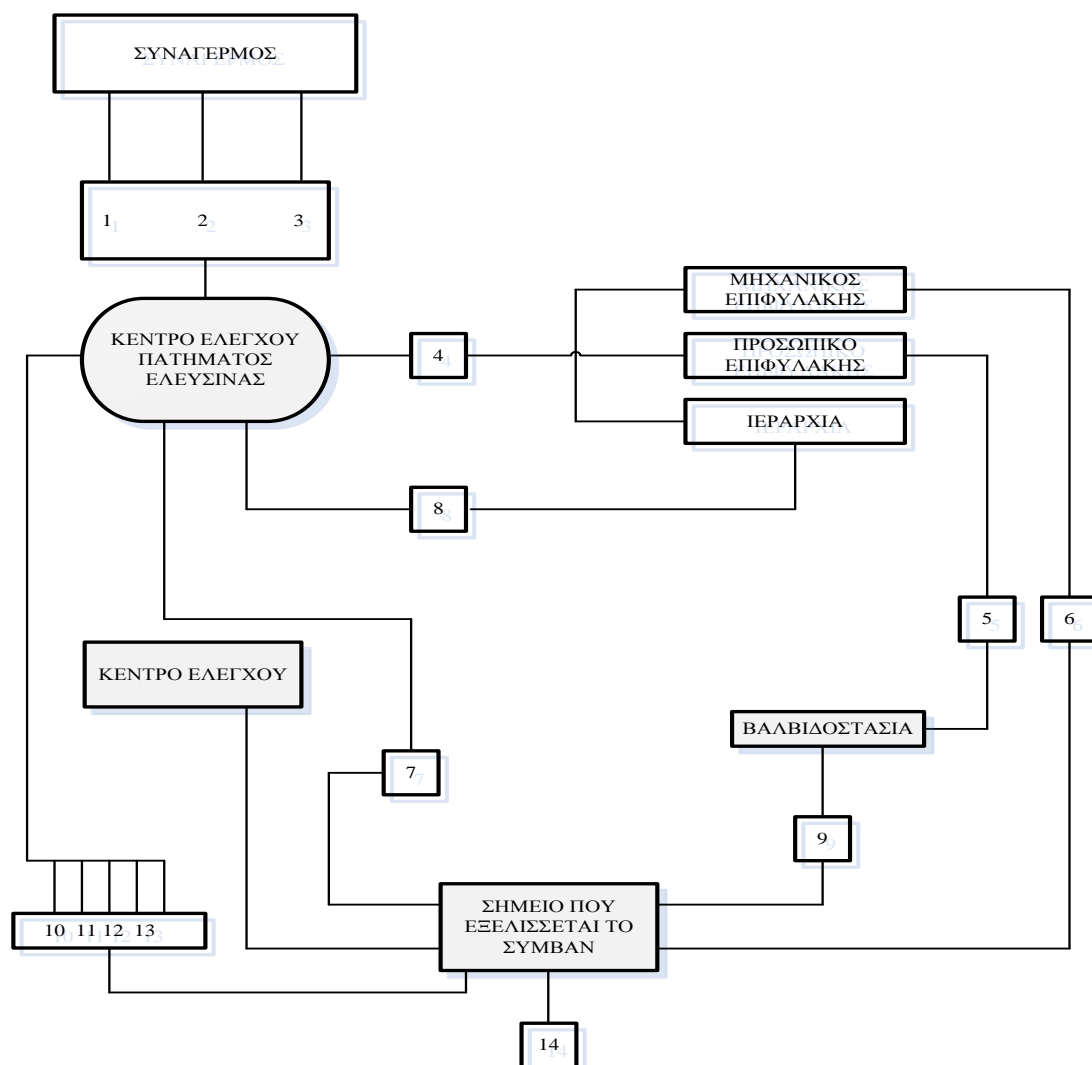 ΣΥΝΑΓΕΡΜΟΣ
1 2 3
ΜΗΧΑΝΙΚΟΣ
ΕΠΙΦΥΛΑΚΗΣ
ΚΕΝΤΡΟ ΕΛΕΓΧΟΥ
ΠΑΤΗΜΑΤΟΣ
ΕΛΕΥΣΙΝΑΣ
4
ΠΡΟΣΩΠΙΚΟ
ΕΠΙΦΥΛΑΚΗΣ
ΙΕΡΑΡΧΙΑ
8
5
6
ΚΕΝΤΡΟ ΕΛΕΓΧΟΥ
ΒΑΛΒΙΔΟΣΤΑΣΙΑ
7
9
ΣΗΜΕΙΟ ΠΟΥ
ΕΞΕΛΙΣΣΕΤΑΙ ΤΟ
ΣΥΜΒΑΝ
10 11 12 13
14